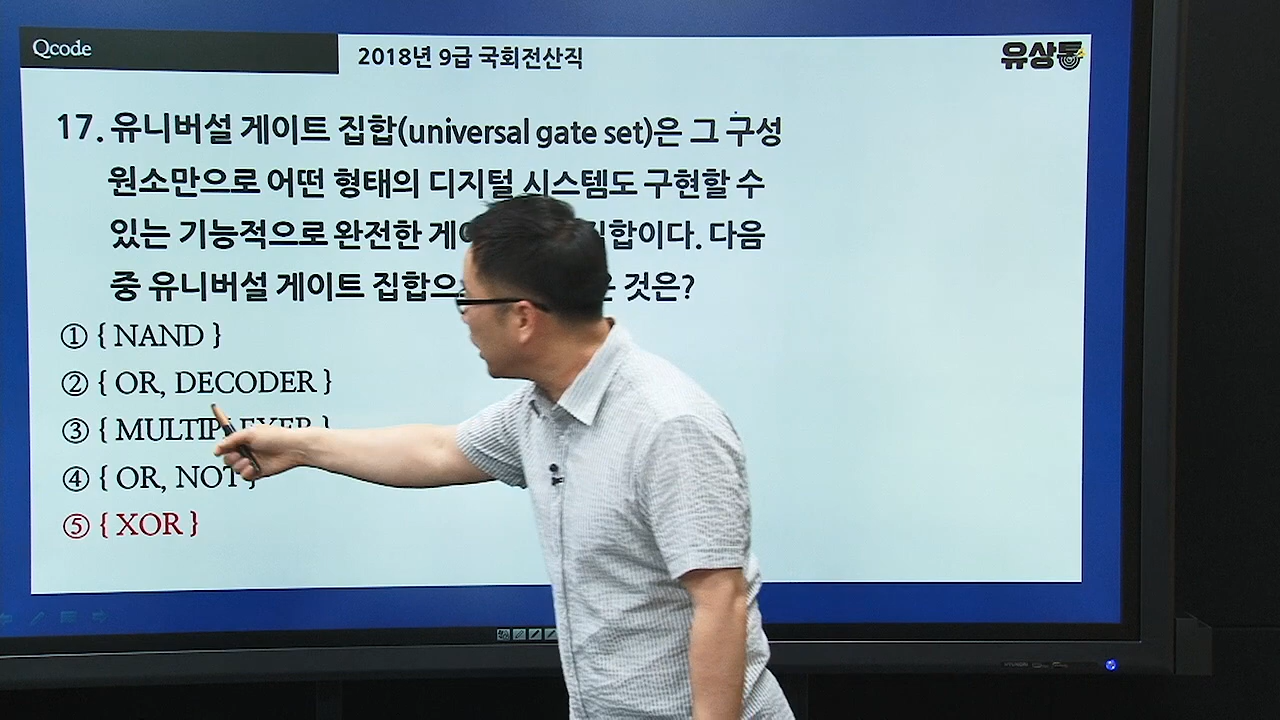 Qcode
2018년 9급 국회전산직
유상통
17. 유니버설 게이트 집합(universal gate set)은 그 구성
원소만으로 어떤 형태의 디지털 시스템도 구현할 수
있는 기능적으로 완전한 집합이다. 다음
중 유니버설 게이트 집합으 것은?
① { NAND }
② { OR, DECODER }
③ { MULTIPLEXER }
④ { OR, NOT }
⑤ { XOR }